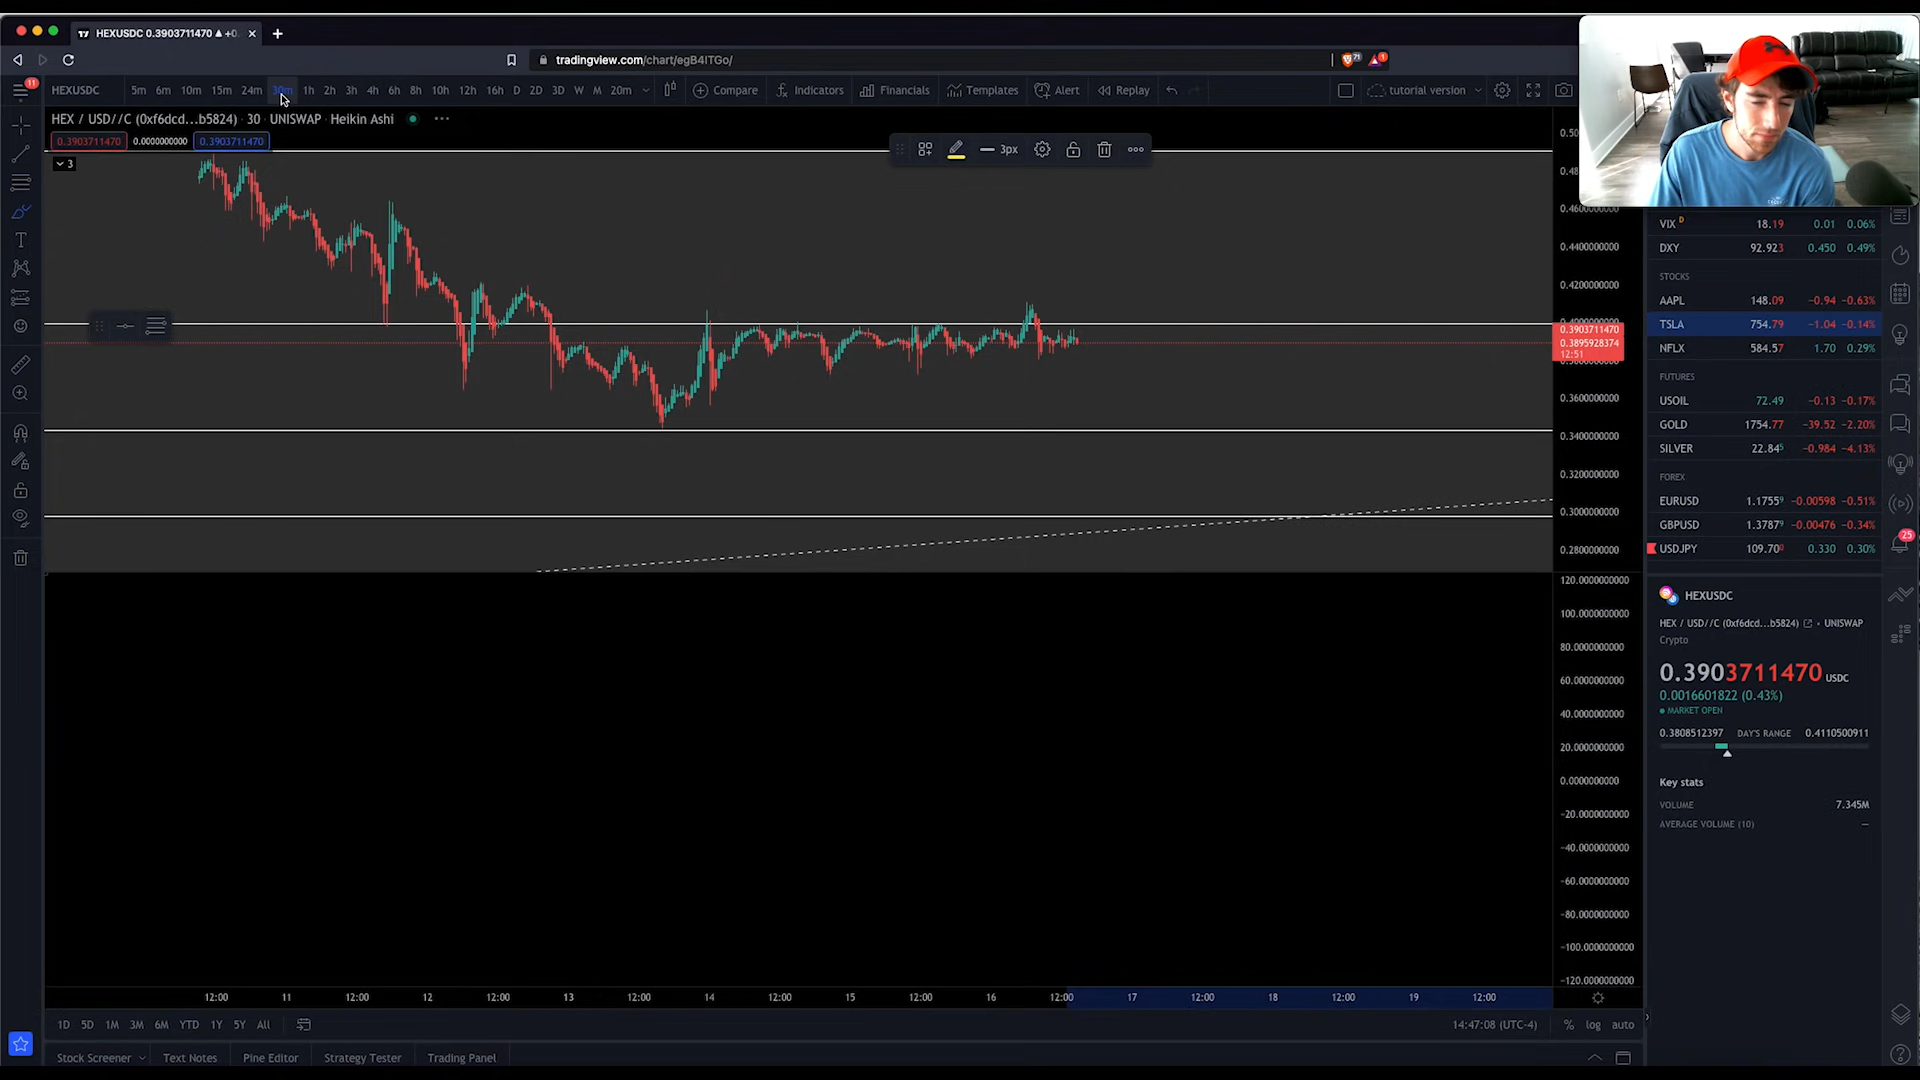 HEXUSDC 0.3903711470 ▲ +0.
tradingview.com/chart/egB4ITGo/
71
1
11
HEXUSDC 5m 6m 10m 15m 24m 30m 1h 2h 3h 4h 6h 8h 10h 12h 16h D 2D 3D W M 20m Compare Indicators Financials Templates Alert Replay tutorial version
HEX / USD//C (0xf6dcd...b5824) · 30 · UNISWAP · Heikin Ashi
0.3903711470 0.0000000000 0.3903711470
3
3px
0.4600000000
0.4400000000
0.4200000000
0.3903711470
0.3895928374
12:51
0.3600000000
0.3400000000
0.3200000000
0.3000000000
0.2800000000
120.0000000000
100.0000000000
80.0000000000
60.0000000000
40.0000000000
20.0000000000
0.0000000000
-20.0000000000
-40.0000000000
-60.0000000000
-80.0000000000
-100.0000000000
-120.0000000000
12:00 11 12:00 12 12:00 13 12:00 14 12:00 15 12:00 16 12:00 17 12:00 18 12:00 19 12:00
1D 5D 1M 3M 6M YTD 1Y 5Y All
14:47:08 (UTC-4) % log auto
Stock Screener Text Notes Pine Editor Strategy Tester Trading Panel
VIX D 18.19 0.01 0.06%
DXY 92.923 0.450 0.49%
STOCKS
AAPL 148.09 −0.94 −0.63%
TSLA 754.79 −1.04 −0.14%
NFLX 584.57 1.70 0.29%
FUTURES
USOIL 72.49 −0.13 −0.17%
GOLD 1754.77 −39.52 −2.20%
SILVER 22.845 −0.984 −4.13%
FOREX
EURUSD 1.17559 −0.00598 −0.51%
GBPUSD 1.37879 −0.00476 −0.34%
USDJPY 109.700 0.330 0.30%
25
HEXUSDC
HEX / USD//C (0xf6dcd...b5824) • UNISWAP
Crypto
0.3903711470 USDC
0.0016601822 (0.43%)
MARKET OPEN
0.3808512397 DAY'S RANGE 0.4110500911
Key stats
VOLUME 7.345M
AVERAGE VOLUME (10) —